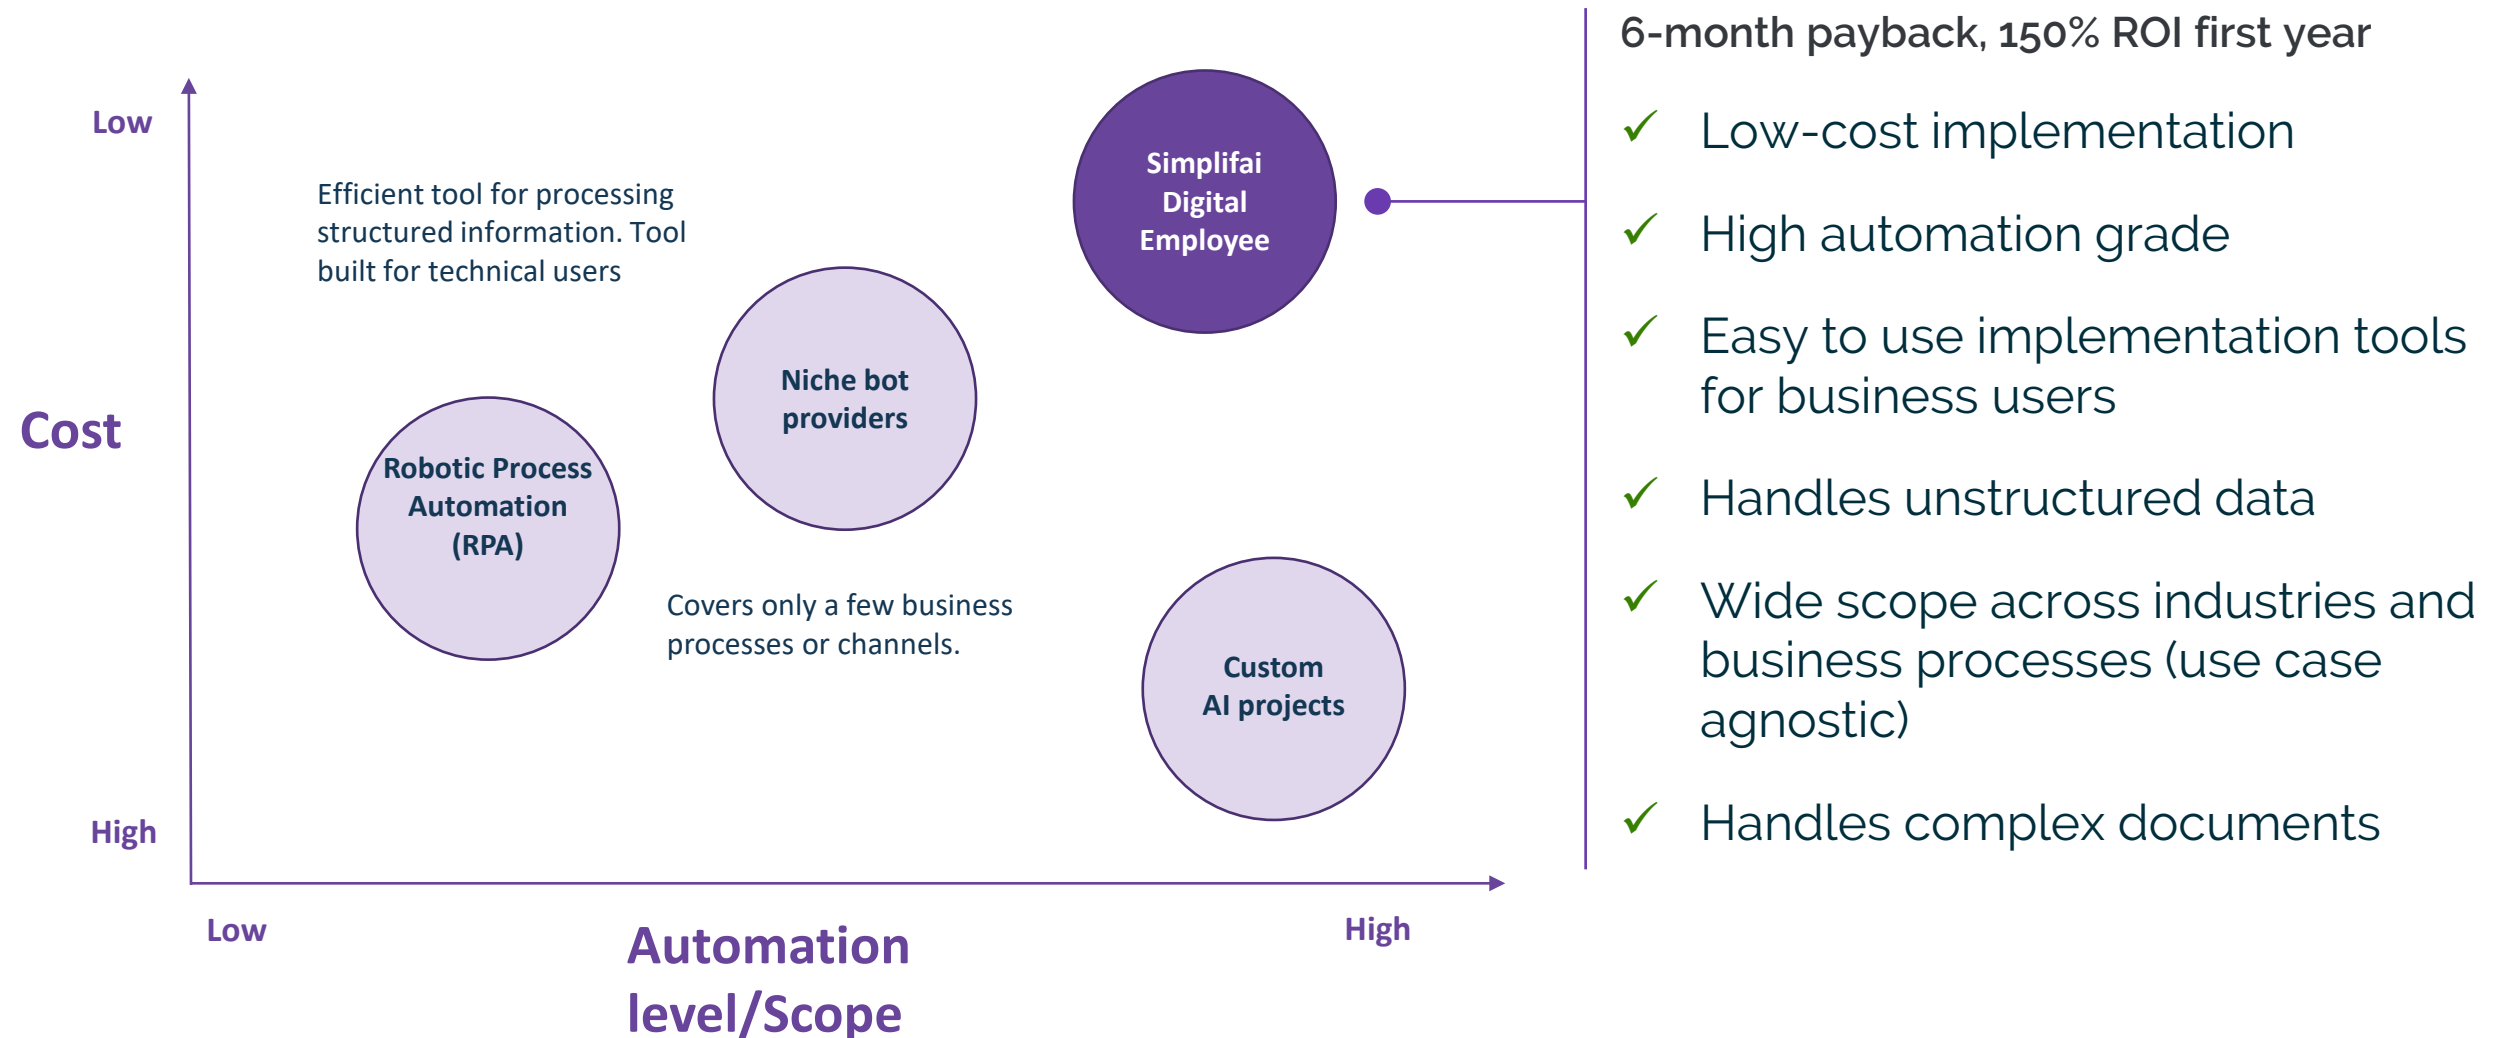 Low
Efficient tool for processing
structured information. Tool
built for technical users
Simplifai
Digital
Employee
Niche bot
providers
Cost
Robotic Process
Automation
(RPA)
Covers only a few business
processes or channels.
Custom
AI projects
High
Low
High
Automation
level/Scope
6-month payback, 150% ROI first year
✓ Low-cost implementation
✓ High automation grade
✓ Easy to use implementation tools
for business users
✓ Handles unstructured data
✓ Wide scope across industries and
business processes (use case
agnostic)
✓ Handles complex documents